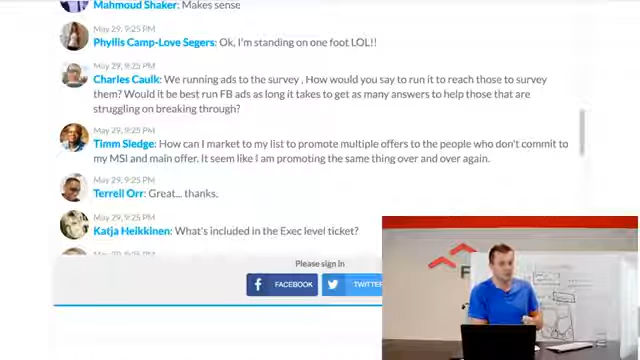 Mahmoud Shaker: Makes sense
May 29, 9:25 PM
Phyllis Camp-Love Segers: Ok, I'm standing on one foot LOL!!
May 29, 9:25 PM
Charles Caulk: We running ads to the survey , How would you say to run it to reach those to survey
them? Would it be best run FB ads as long it takes to get as many answers to help those that are
struggling on breaking through?
May 29, 9:25 PM
Timm Sledge: How can I market to my list to promote multiple offers to the people who don't commit to
my MSI and main offer. It seem like I am promoting the same thing over and over again.
May 29, 9:25 PM
Terreil Orr: Great... thanks.
May 29, 9:25 PM
Katja Heikkinen: What's included in the Exec level ticket?
Please sign in
FACEBOOK
TWITTER